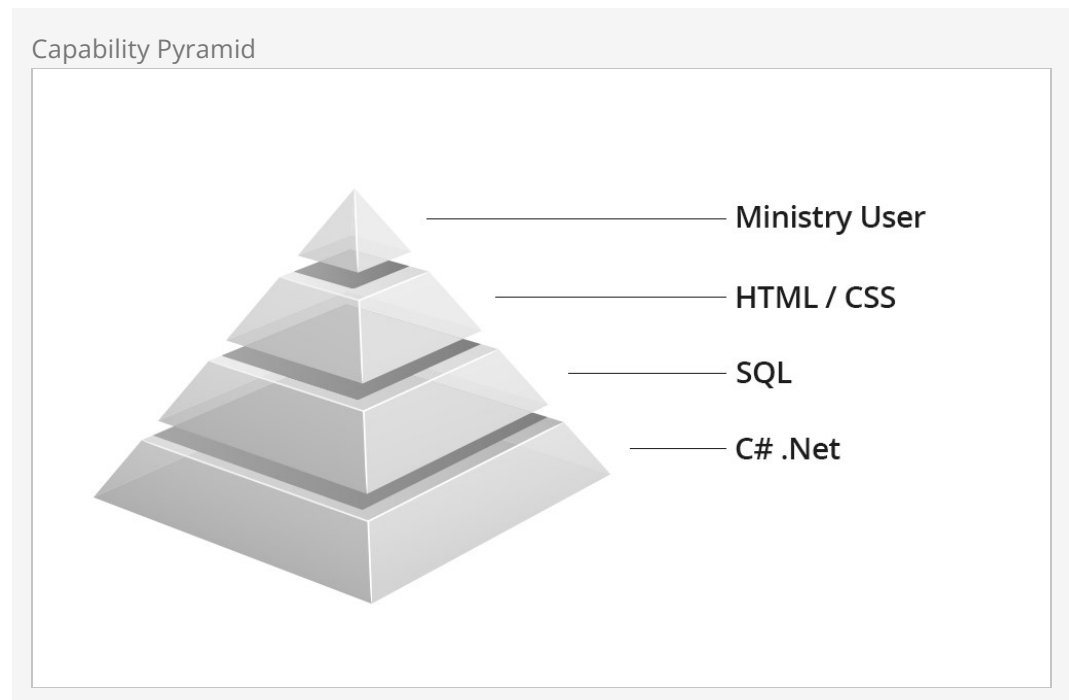 Capability Pyramid
Ministry User
HTML / CSS
SQL
C# .Net